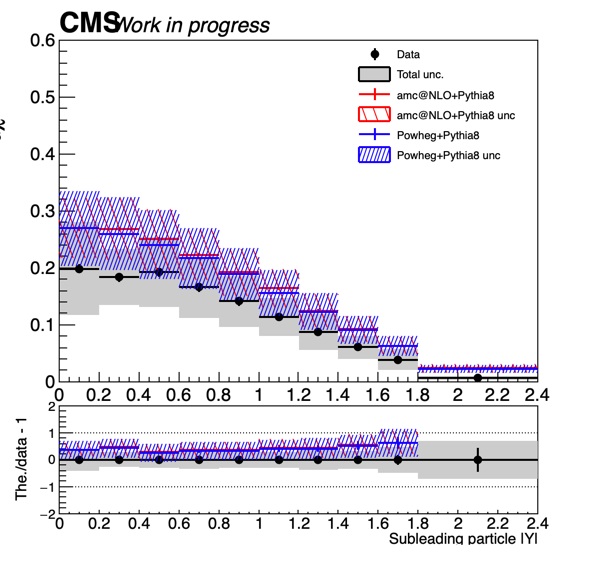 CMS Work in progress
0.6
Data
Total unc.
0.5
amc@NLO+Pythia8
amc@NLO+Pythia8 unc
Powheg+Pythia8
0.4
Powheg+Pythia8 unc
0.3
0.2
0.1
0
0 0.2 0.4 0.6 0.8 1 1.2 1.4 1.6 1.8 2 2.2 2.4
The./data - 1
2
1
0
−1
−2
0 0.2 0.4 0.6 0.8 1 1.2 1.4 1.6 1.8 2 2.2 2.4
Subleading particle |Y|